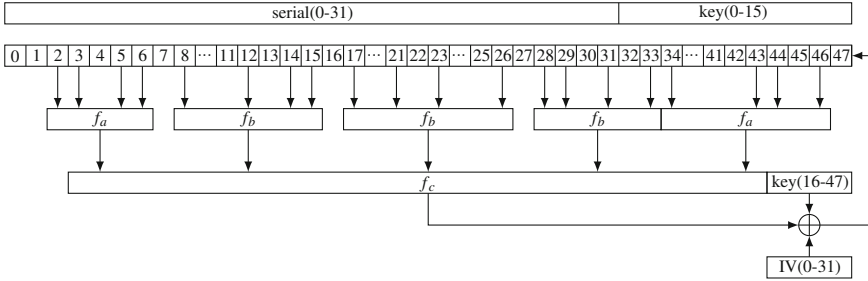 serial(0-31) key(0-15)
0 1 2 3 4 5 6 7 8 ... 11 12 13 14 15 16 17 ... 21 22 23 ... 25 26 27 28 29 30 31 32 33 34 ... 41 42 43 44 45 46 47
fa fb fb fb fa
fc key(16-47)
IV(0-31)